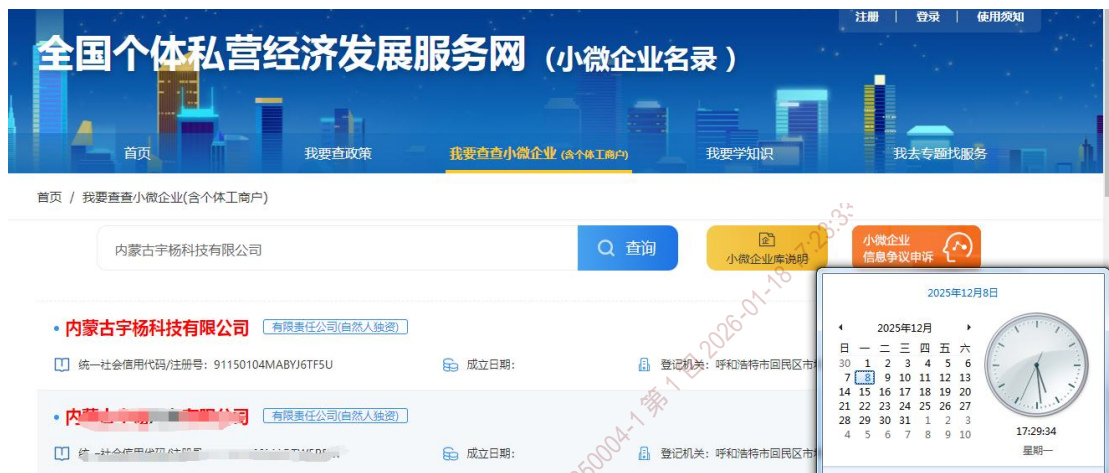 注册 | 登录 | 使用须知
全国个体私营经济发展服务网（小微企业名录）
首页 我要查政策 我要查查小微企业(含个体工商户) 我要学知识 我去专题找服务
首页 / 我要查查小微企业(含个体工商户)
内蒙古宇杨科技有限公司 查询 小微企业库说明 小微企业
信息争议申诉
2025年12月8日
2025年12月
日 一 二 三 四 五 六
30 1 2 3 4 5 6
7 8 9 10 11 12 13
14 15 16 17 18 19 20
21 22 23 24 25 26 27
28 29 30 31 1 2 3
4 5 6 7 8 9 10
17:29:34
星期一
内蒙古宇杨科技有限公司 有限责任公司(自然人独资)
统一社会信用代码/注册号：91150104MABYJ6TF5U 成立日期： 登记机关：呼和浩特市回民区市
有限责任公司(自然人独资)
成立日期： 登记机关：呼和浩特市回民区市
50004-1 第 1 包 2026-01-18 17:28:33